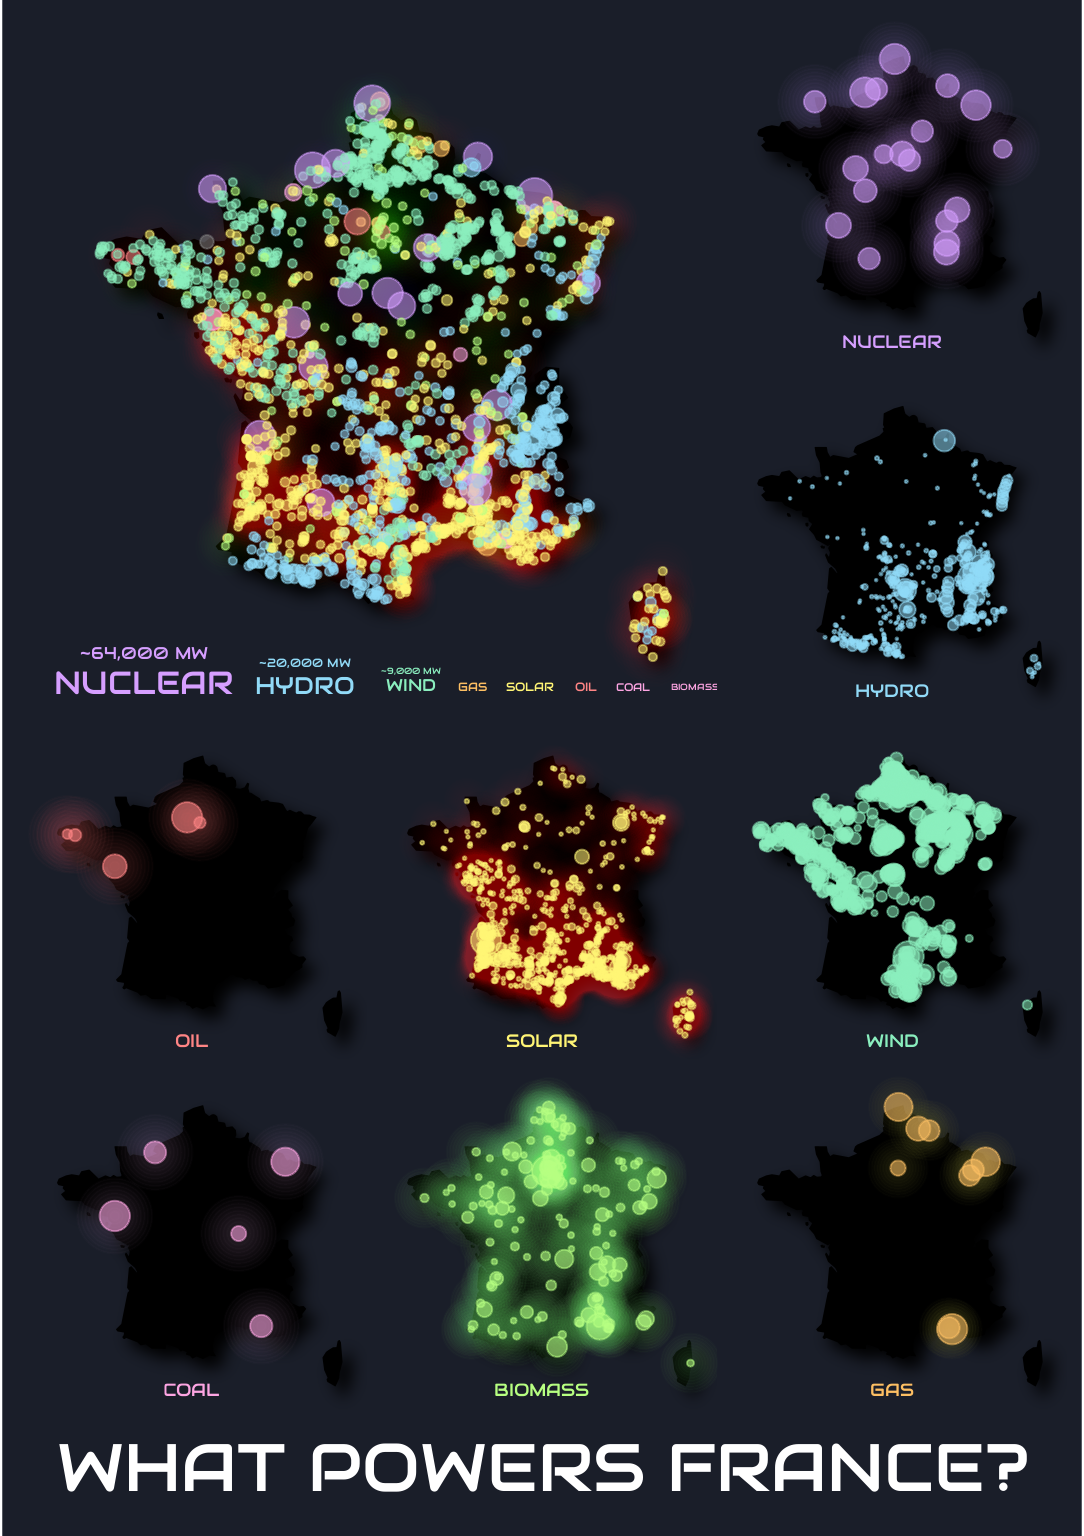 NUCLEAR
~64,000 MW
NUCLEAR
~20,000 MW
HYDRO
~9,000 MW
WIND
GAS
SOLAR
OIL
COAL
BIOMASS
HYDRO
OIL
SOLAR
WIND
COAL
BIOMASS
GAS
WHAT POWERS FRANCE?